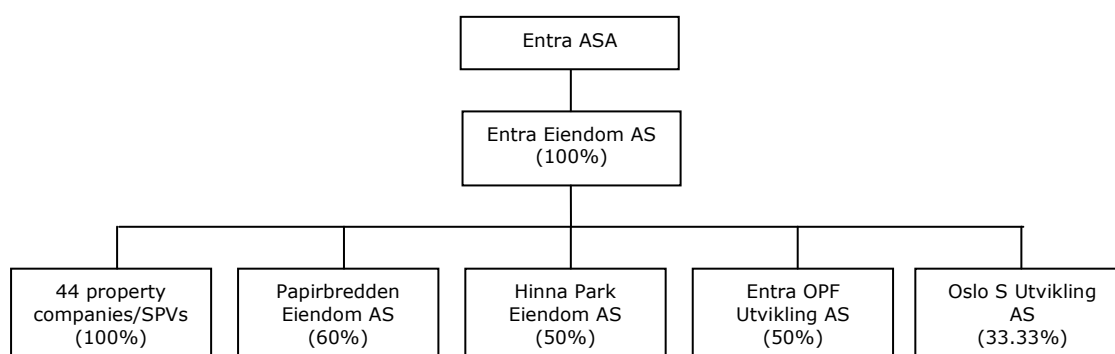 Entra ASA
Entra Eiendom AS
(100%)
44 property
companies/SPVs
(100%)
Papirbredden
Eiendom AS
(60%)
Hinna Park
Eiendom AS
(50%)
Entra OPF
Utvikling AS
(50%)
Oslo S Utvikling
AS
(33.33%)